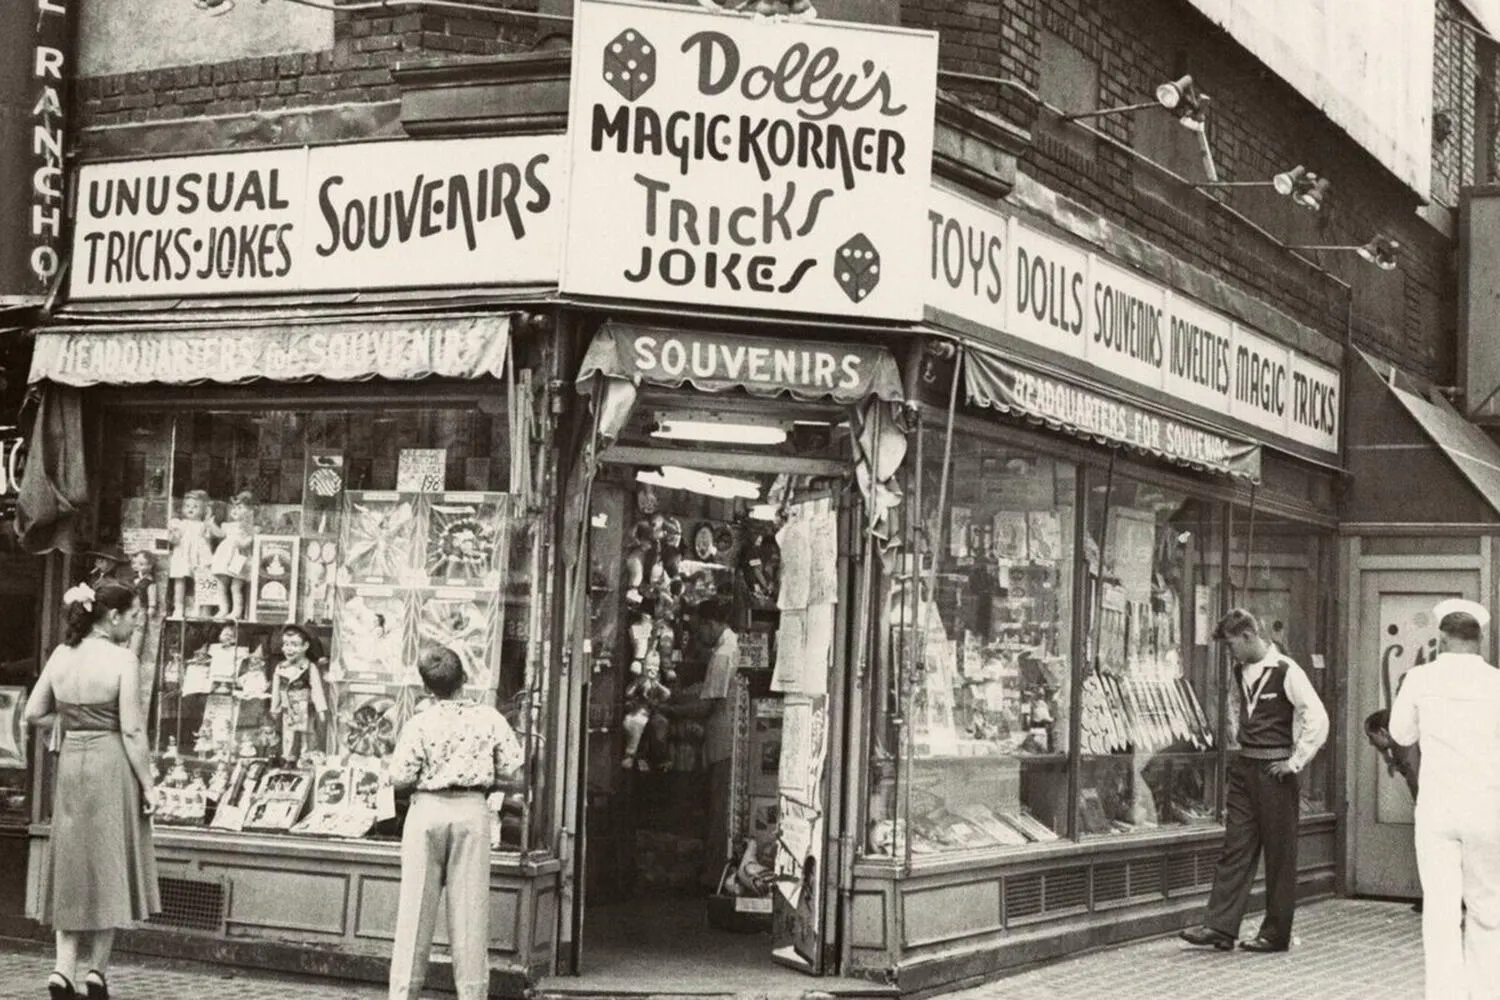 L RANCHO
UNUSUAL
TRICKS·JOKES
SOUVENIRS
Dolly's
MAGIC·KORNER
TRICKS
JOKES
TOYS
DOLLS
SOUVENIRS
NOVELTIES
MAGIC
TRICKS
HEADQUARTERS for SOUVENIRS
SOUVENIRS
HEADQUARTERS FOR SOUVENIRS
198